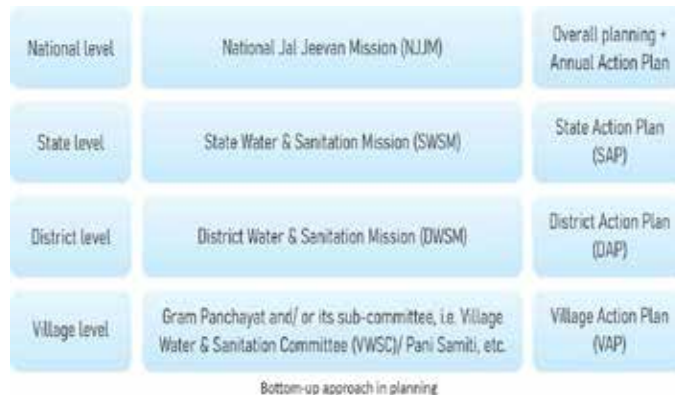 National level
National Jal Jeevan Mission (NJJM)
Overall planning +
Annual Action Plan
State level
State Water & Sanitation Mission (SWSM)
State Action Plan
(SAP)
District level
District Water & Sanitation Mission (DWSM)
District Action Plan
(DAP)
Village level
Gram Panchayat and/ or its sub-committee, i.e. Village
Water & Sanitation Committee (VWSC)/ Pani Samiti, etc.
Village Action Plan
(VAP)
Bottom-up approach in planning